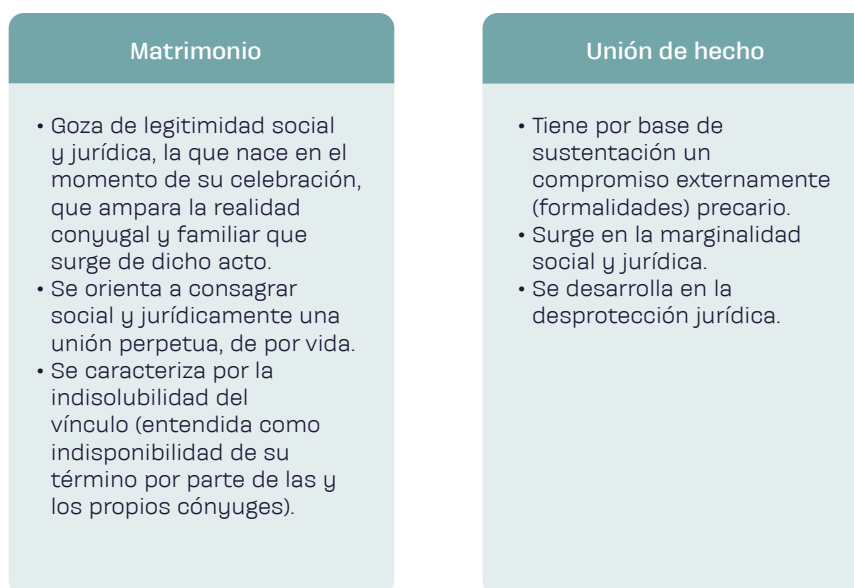 Matrimonio
• Goza de legitimidad social
y jurídica, la que nace en el
momento de su celebración,
que ampara la realidad
conyugal y familiar que
surge de dicho acto.
• Se orienta a consagrar
social y jurídicamente una
unión perpetua, de por vida.
• Se caracteriza por la
indisolubilidad del
vínculo (entendida como
indisponibilidad de su
término por parte de las y
los propios cónyuges).
Unión de hecho
• Tiene por base de
sustentación un
compromiso externamente
(formalidades) precario.
• Surge en la marginalidad
social y jurídica.
• Se desarrolla en la
desprotección jurídica.